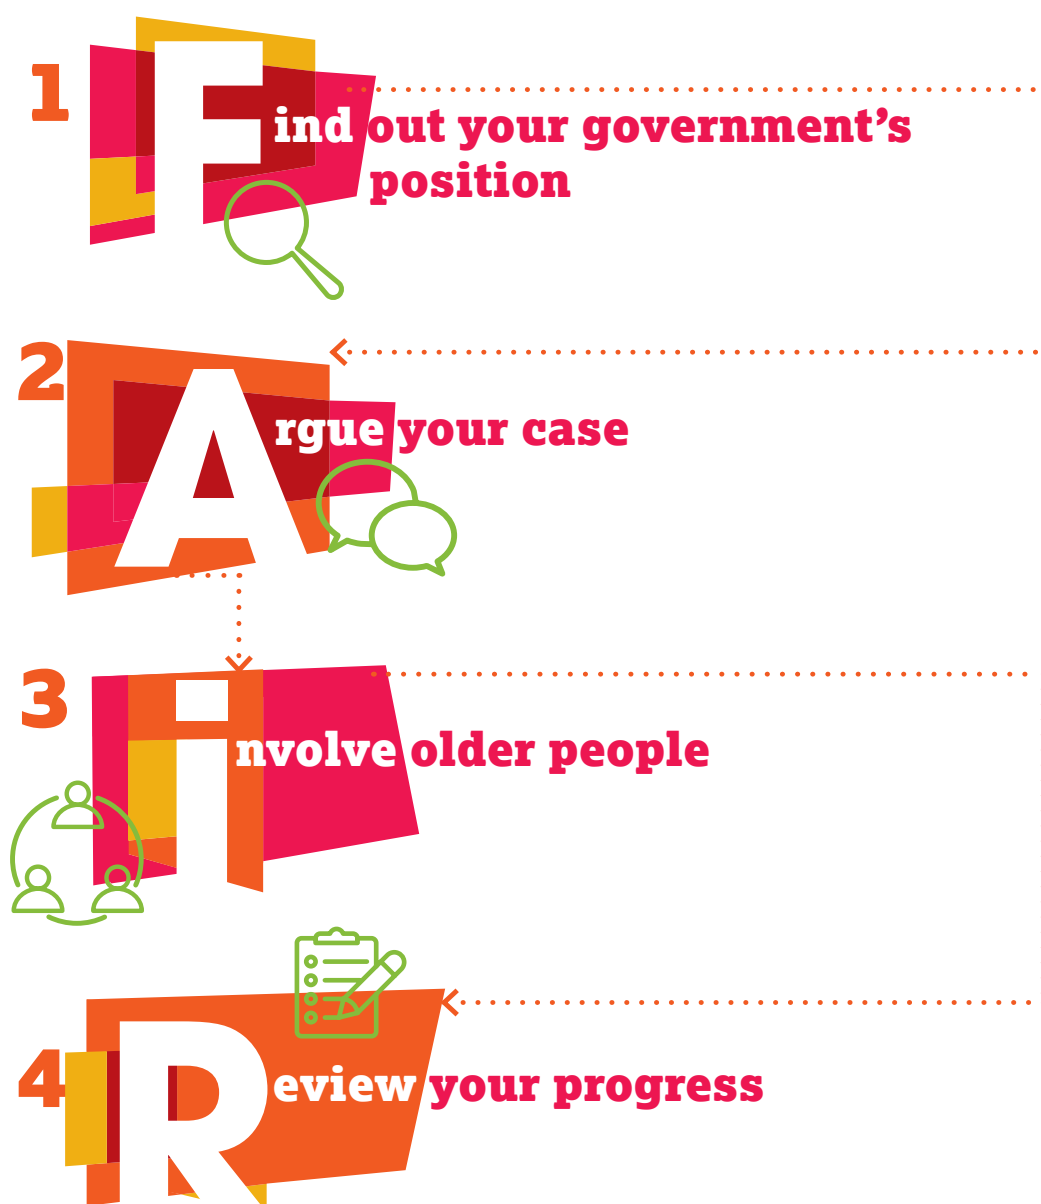 1
Find out your government's
position
2
Argue your case
3
involve older people
4
Review your progress